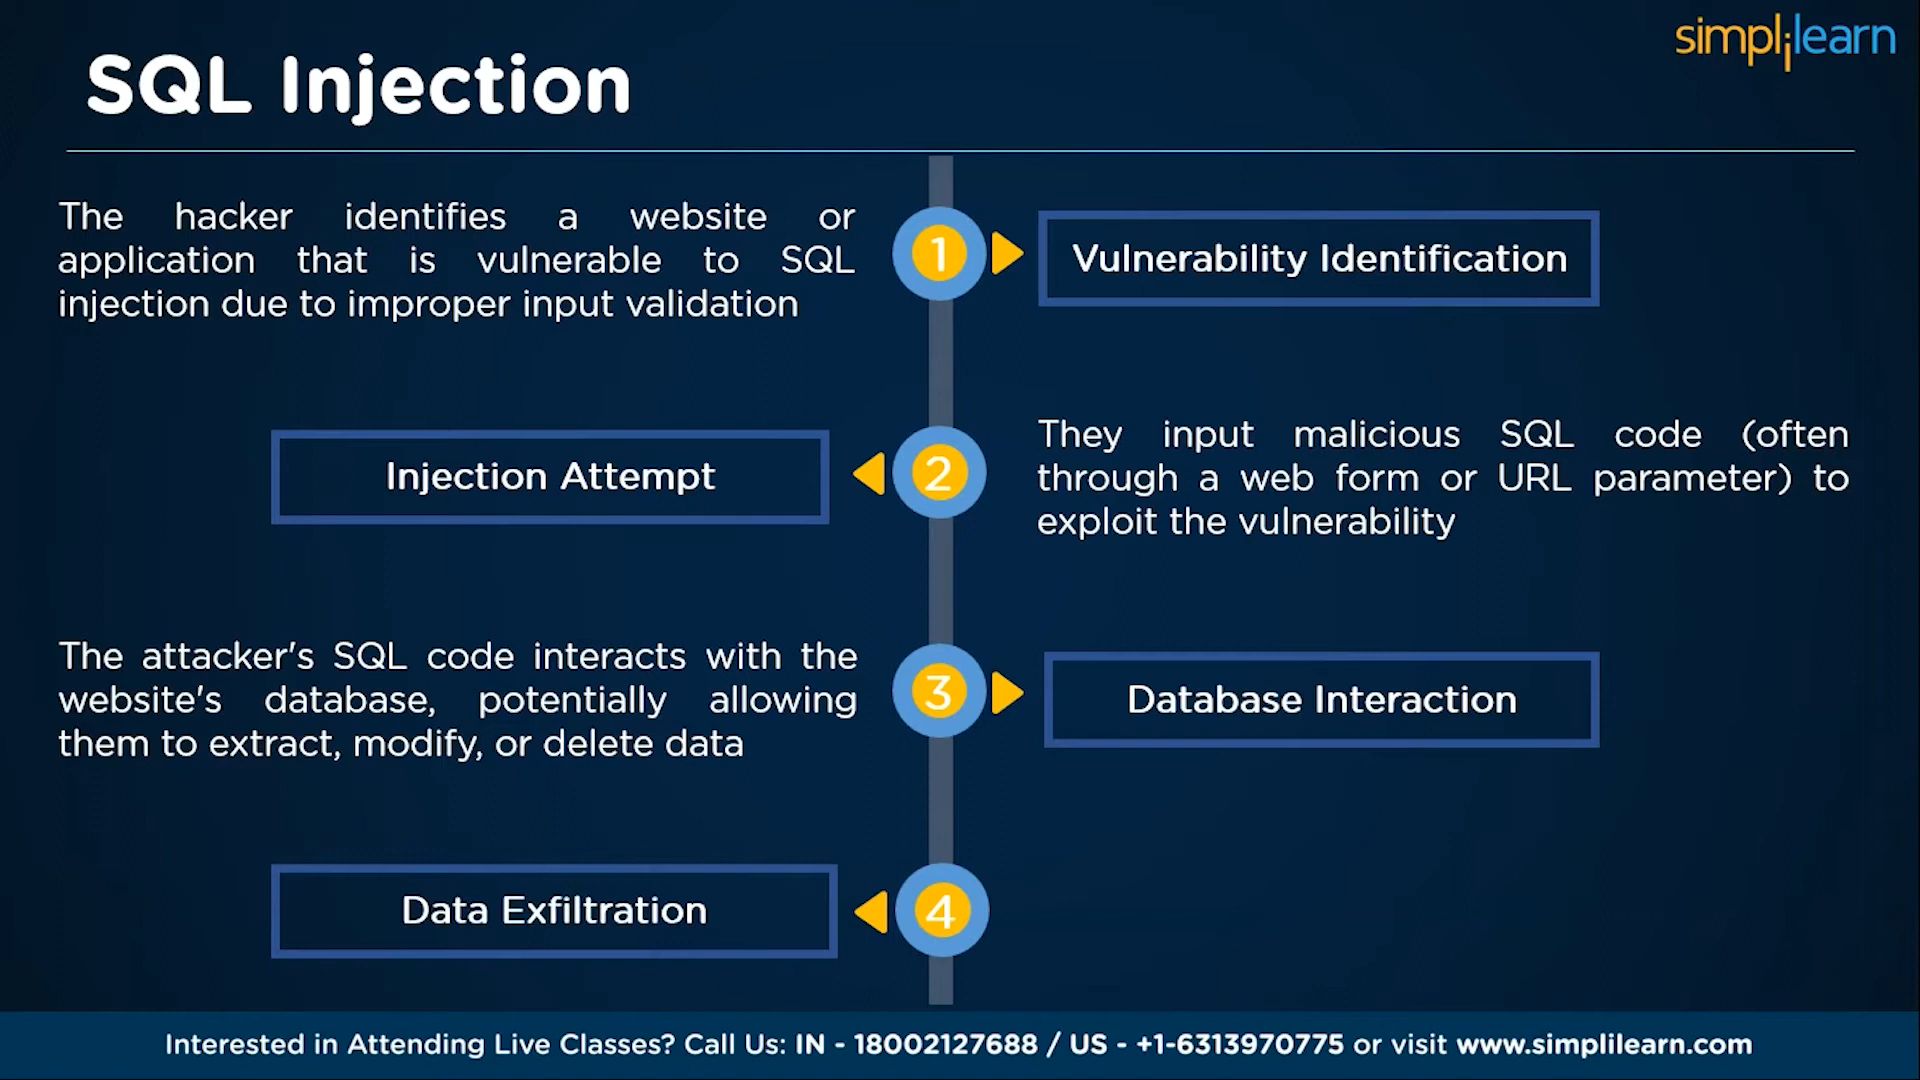 simplilearn
SQL Injection
The hacker identifies a website or
application that is vulnerable to SQL
injection due to improper input validation
1
Vulnerability Identification
Injection Attempt
2
They input malicious SQL code (often
through a web form or URL parameter) to
exploit the vulnerability
The attacker's SQL code interacts with the
website's database, potentially allowing
them to extract, modify, or delete data
3
Database Interaction
Data Exfiltration
4
Interested in Attending Live Classes? Call Us: IN - 18002127688 / US - +1-6313970775 or visit www.simplilearn.com